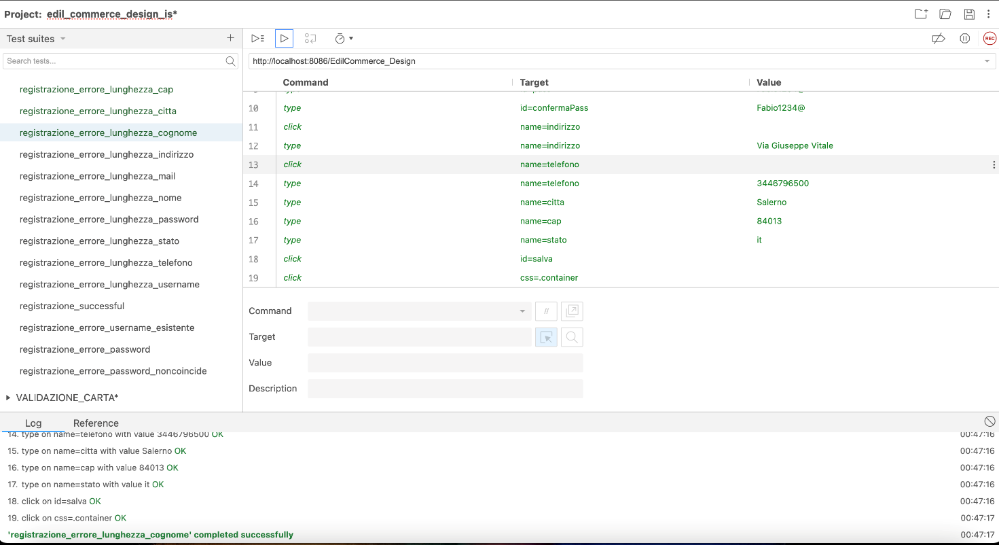 Project: edil_commerce_design_is*
Test suites
+
REC
Search tests...
http://localhost:8086/EdilCommerce_Design
Command Target Value
registrazione_errore_lunghezza_cap
registrazione_errore_lunghezza_citta
registrazione_errore_lunghezza_cognome
registrazione_errore_lunghezza_indirizzo
registrazione_errore_lunghezza_mail
registrazione_errore_lunghezza_nome
registrazione_errore_lunghezza_password
registrazione_errore_lunghezza_stato
registrazione_errore_lunghezza_telefono
registrazione_errore_lunghezza_username
registrazione_successful
registrazione_errore_username_esistente
registrazione_errore_password
registrazione_errore_password_noncoincide
VALIDAZIONE_CARTA*
10 type id=confermaPass Fabio1234@
11 click name=indirizzo
12 type name=indirizzo Via Giuseppe Vitale
13 click name=telefono
14 type name=telefono 3446796500
15 type name=citta Salerno
16 type name=cap 84013
17 type name=stato it
18 click id=salva
19 click css=.container
Command //
Target
Value
Description
Log Reference
14. type on name=telefono with value 3446796500 OK 00:47:16
15. type on name=citta with value Salerno OK 00:47:16
16. type on name=cap with value 84013 OK 00:47:16
17. type on name=stato with value it OK 00:47:16
18. click on id=salva OK 00:47:16
19. click on css=.container OK 00:47:17
'registrazione_errore_lunghezza_cognome' completed successfully 00:47:17